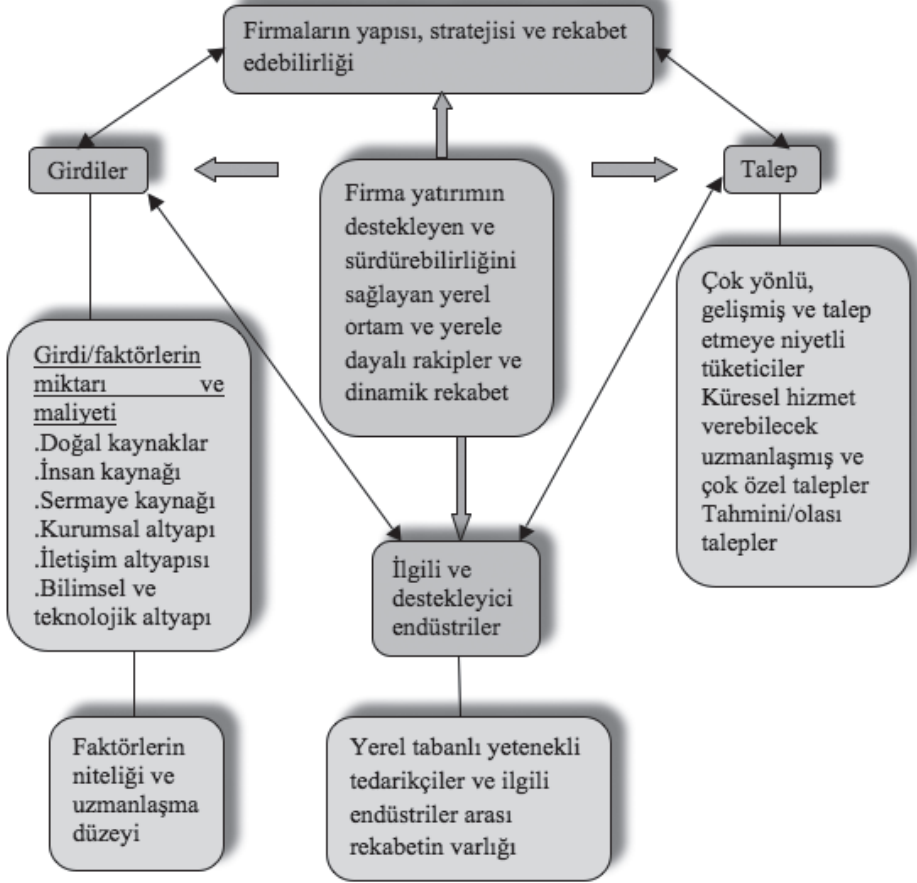 Firmaların yapısı, stratejisi ve rekabet
edebilirliği
Girdiler
Talep
Firma yatırımın
destekleyen ve
sürdürebilirliğini
sağlayan yerel
ortam ve yerele
dayalı rakipler ve
dinamik rekabet
Çok yönlü,
gelişmiş ve talep
etmeye niyetli
tüketiciler
Küresel hizmet
verebilecek
uzmanlaşmış ve
çok özel talepler
Tahmini/olası
talepler
Girdi/faktörlerin
miktarı ve
maliyeti
.Doğal kaynaklar
.İnsan kaynağı
.Sermaye kaynağı
.Kurumsal altyapı
.İletişim altyapısı
.Bilimsel ve
teknolojik altyapı
İlgili ve
destekleyici
endüstriler
Faktörlerin
niteliği ve
uzmanlaşma
düzeyi
Yerel tabanlı yetenekli
tedarikçiler ve ilgili
endüstriler arası
rekabetin varlığı